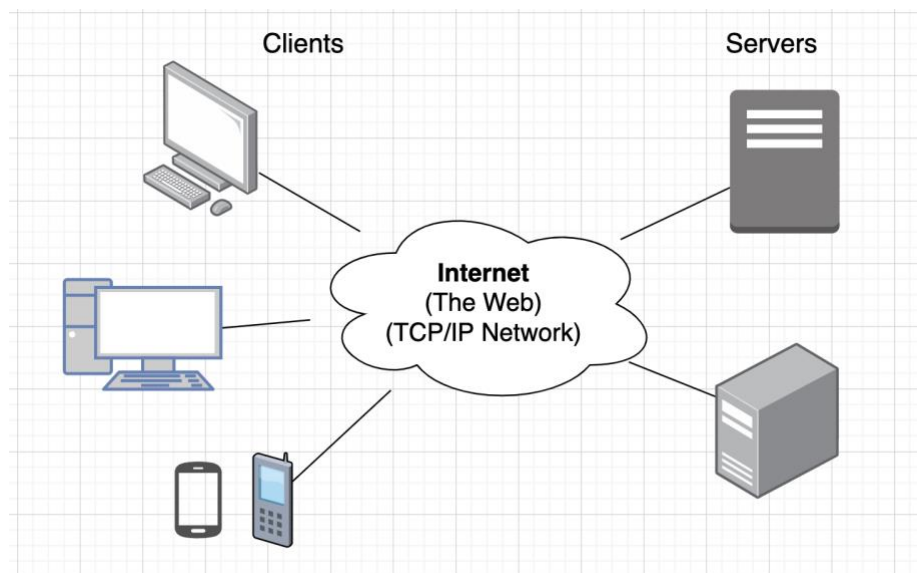 Clients
Servers
Internet
(The Web)
(TCP/IP Network)